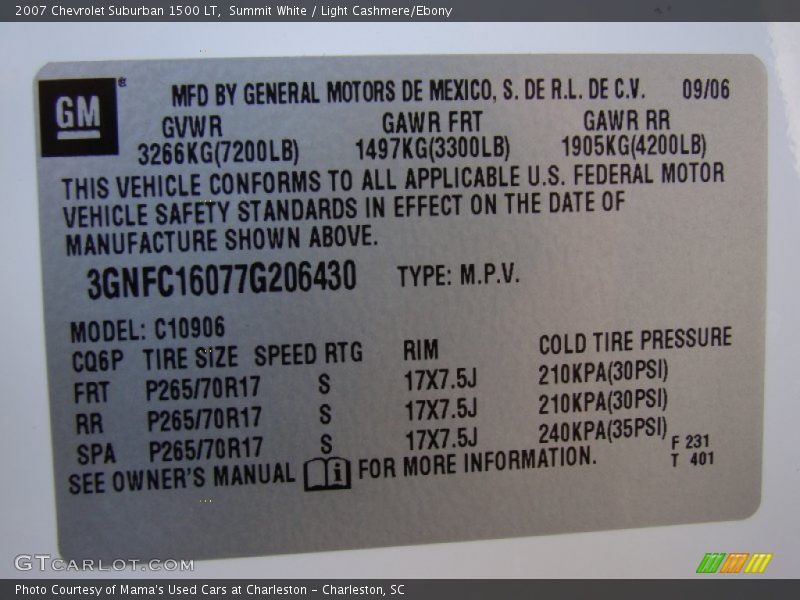 2007 Chevrolet Suburban 1500 LT, Summit White / Light Cashmere/Ebony
GM®
MFD BY GENERAL MOTORS DE MEXICO, S. DE R.L. DE C.V. 09/06
GVWR GAWR FRT GAWR RR
3266KG(7200LB) 1497KG(3300LB) 1905KG(4200LB)
THIS VEHICLE CONFORMS TO ALL APPLICABLE U.S. FEDERAL MOTOR
VEHICLE SAFETY STANDARDS IN EFFECT ON THE DATE OF
MANUFACTURE SHOWN ABOVE.
3GNFC16077G206430 TYPE: M.P.V.
MODEL: C10906
CQ6P TIRE SIZE SPEED RTG RIM COLD TIRE PRESSURE
FRT P265/70R17 S 17X7.5J 210KPA(30PSI)
RR P265/70R17 S 17X7.5J 210KPA(30PSI)
SPA P265/70R17 S 17X7.5J 240KPA(35PSI)
F 231
T 401
SEE OWNER'S MANUAL i FOR MORE INFORMATION.
GTCARLOT.COM
Photo Courtesy of Mama's Used Cars at Charleston - Charleston, SC